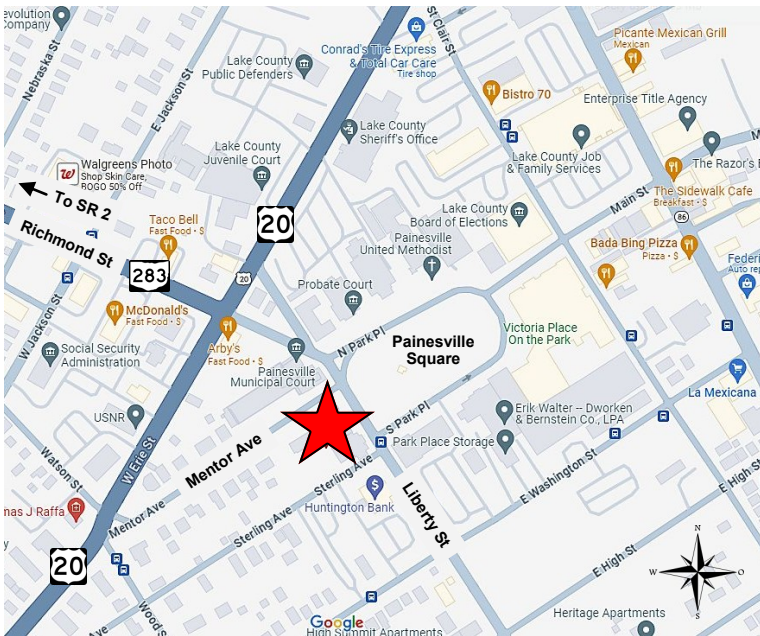 evolution
Company
Nebraska St
E Jackson St
Lake County
Public Defenders
Conrad's Tire Express
& Total Car Care
Tire shop
St Clair St
Picante Mexican Grill
Mexican
Bistro 70
Enterprise Title Agency
Lake County
Sheriff's Office
Lake County
Juvenile Court
Lake County Job
& Family Services
The Razor's E
W
Walgreens Photo
Shop Skin Care,
BOGO 50% Off
To SR 2
The Sidewalk Cafe
Breakfast • $
Main St
86
Richmond St
Taco Bell
Fast Food • $
20
Lake County
Board of Elections
Painesville
United Methodist
Bada Bing Pizza
Pizza • $
283
20
Probate Court
Federi
Auto rep
W Jackson St
McDonald's
Fast Food • $
Arby's
Fast Food • $
N Park Pl
Painesville
Square
Victoria Place
On the Park
Social Security
Administration
Painesville
Municipal Court
La Mexicana
USNR
S Park Pl
Erik Walter -- Dworken
& Bernstein Co., LPA
Park Place Storage
W Erie St
Mentor Ave
Watson St
Sterling Ave
Huntington Bank
Liberty St
E Washington St
E High St
mas J Raffa
Mentor Ave
Sterling Ave
20
E High St
N
W
O
S
Wood S
Ave
Google
High Summit Apartments
Heritage Apartments